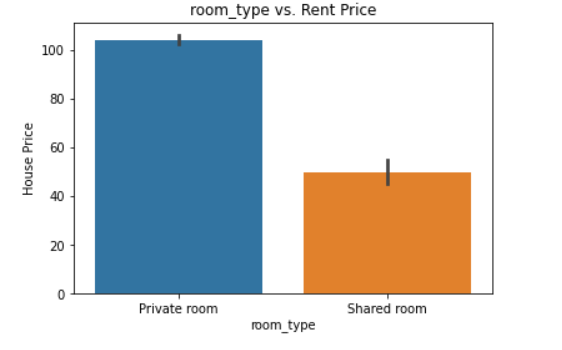 room_type vs. Rent Price
100
80
60
40
20
0
House Price
Private room
Shared room
room_type